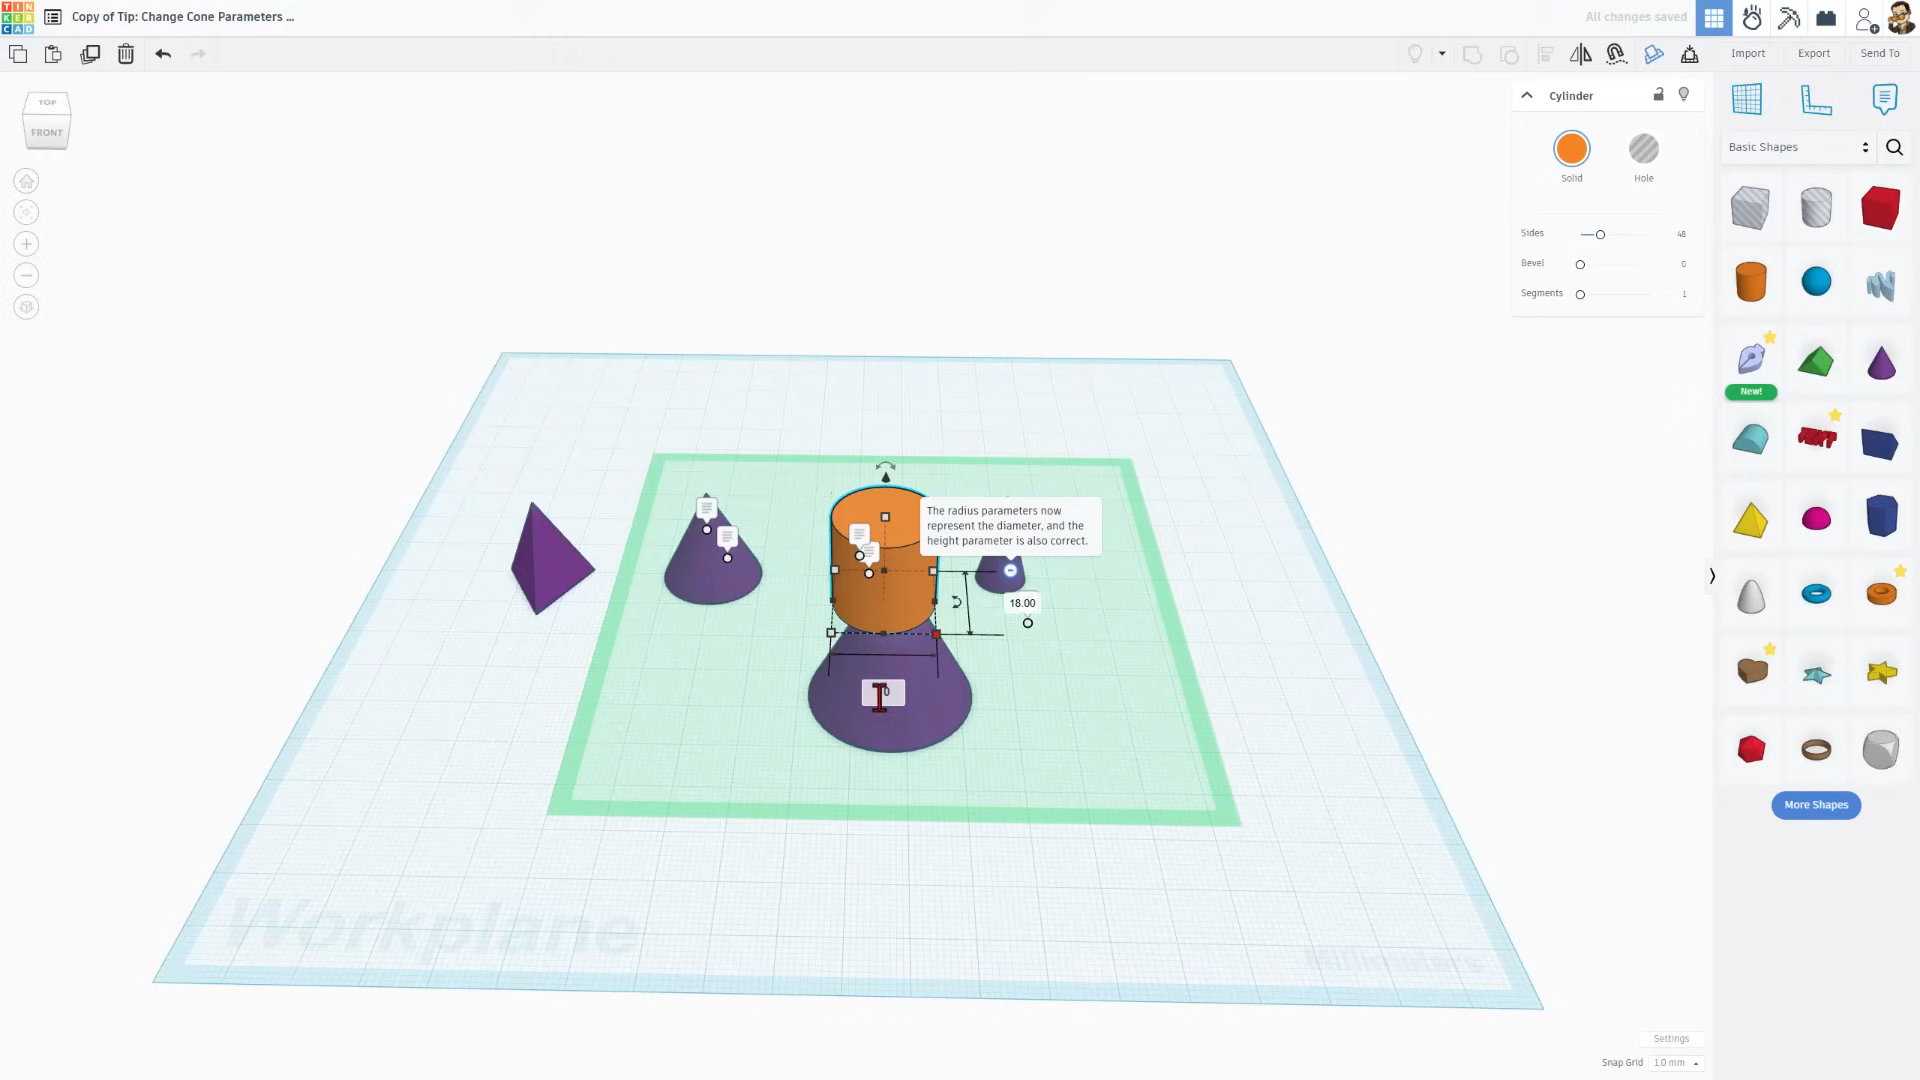 TIN
KER
CAD
Copy of Tip: Change Cone Parameters ...
All changes saved
Import
Export
Send To
TOP
FRONT
Cylinder
Solid
Hole
Sides
48
Bevel
0
Segments
1
Basic Shapes
New!
TEXT
More Shapes
The radius parameters now
represent the diameter, and the
height parameter is also correct.
18.00
Workplane
Millimeters
Settings
Snap Grid
1.0 mm